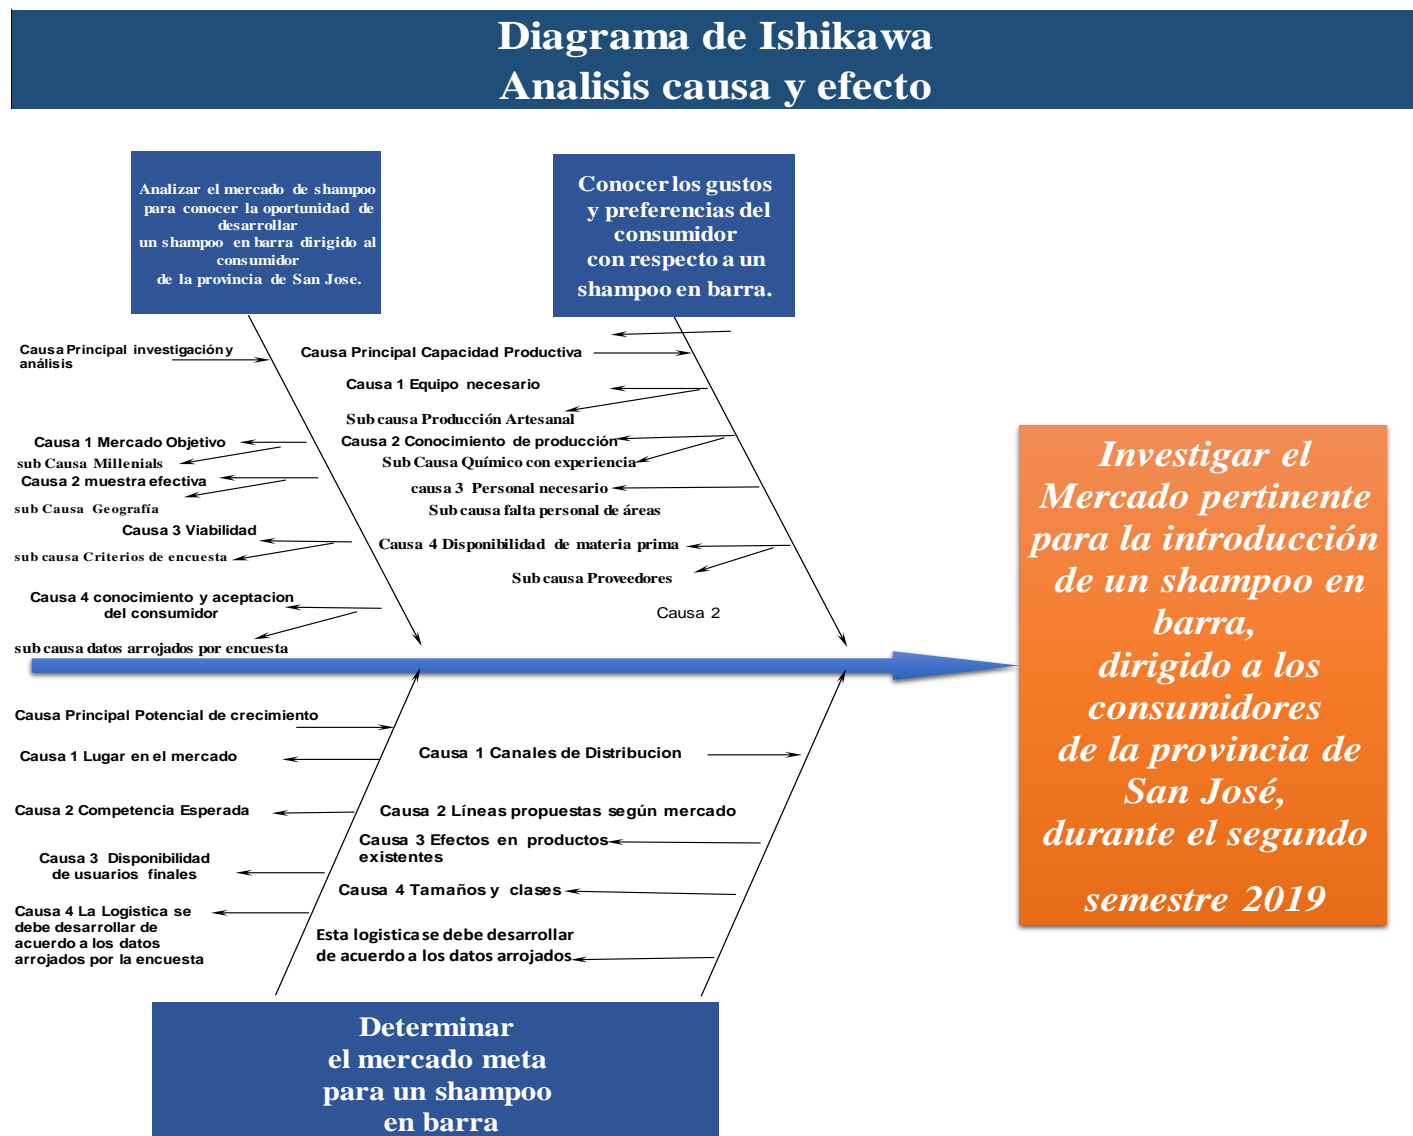 Diagrama de Ishikawa
Analisis causa y efecto
Analizar el mercado de shampoo
para conocer la oportunidad de
desarrollar
un shampoo en barra dirigido al
consumidor
de la provincia de San Jose.
Conocer los gustos
y preferencias del
consumidor
con respecto a un
shampoo en barra.
Causa Principal investigación y
análisis
Causa 1 Mercado Objetivo
sub Causa Millenials
Causa 2 muestra efectiva
sub Causa Geografía
Causa 3 Viabilidad
sub causa Criterios de encuesta
Causa 4 conocimiento y aceptacion
del consumidor
sub causa datos arrojados por encuesta
Causa Principal Capacidad Productiva
Causa 1 Equipo necesario
Sub causa Producción Artesanal
Causa 2 Conocimiento de producción
Sub Causa Químico con experiencia
causa 3 Personal necesario
Sub causa falta personal de áreas
Causa 4 Disponibilidad de materia prima
Sub causa Proveedores
Causa 2
Investigar el
Mercado pertinente
para la introducción
de un shampoo en
barra,
dirigido a los
consumidores
de la provincia de
San José,
durante el segundo
semestre 2019
Causa Principal Potencial de crecimiento
Causa 1 Lugar en el mercado
Causa 2 Competencia Esperada
Causa 3 Disponibilidad
de usuarios finales
Causa 4 La Logistica se
debe desarrollar de
acuerdo a los datos
arrojados por la encuesta
Causa 1 Canales de Distribucion
Causa 2 Líneas propuestas según mercado
Causa 3 Efectos en productos
existentes
Causa 4 Tamaños y clases
Esta logistica se debe desarrollar
de acuerdo a los datos arrojados
Determinar
el mercado meta
para un shampoo
en barra